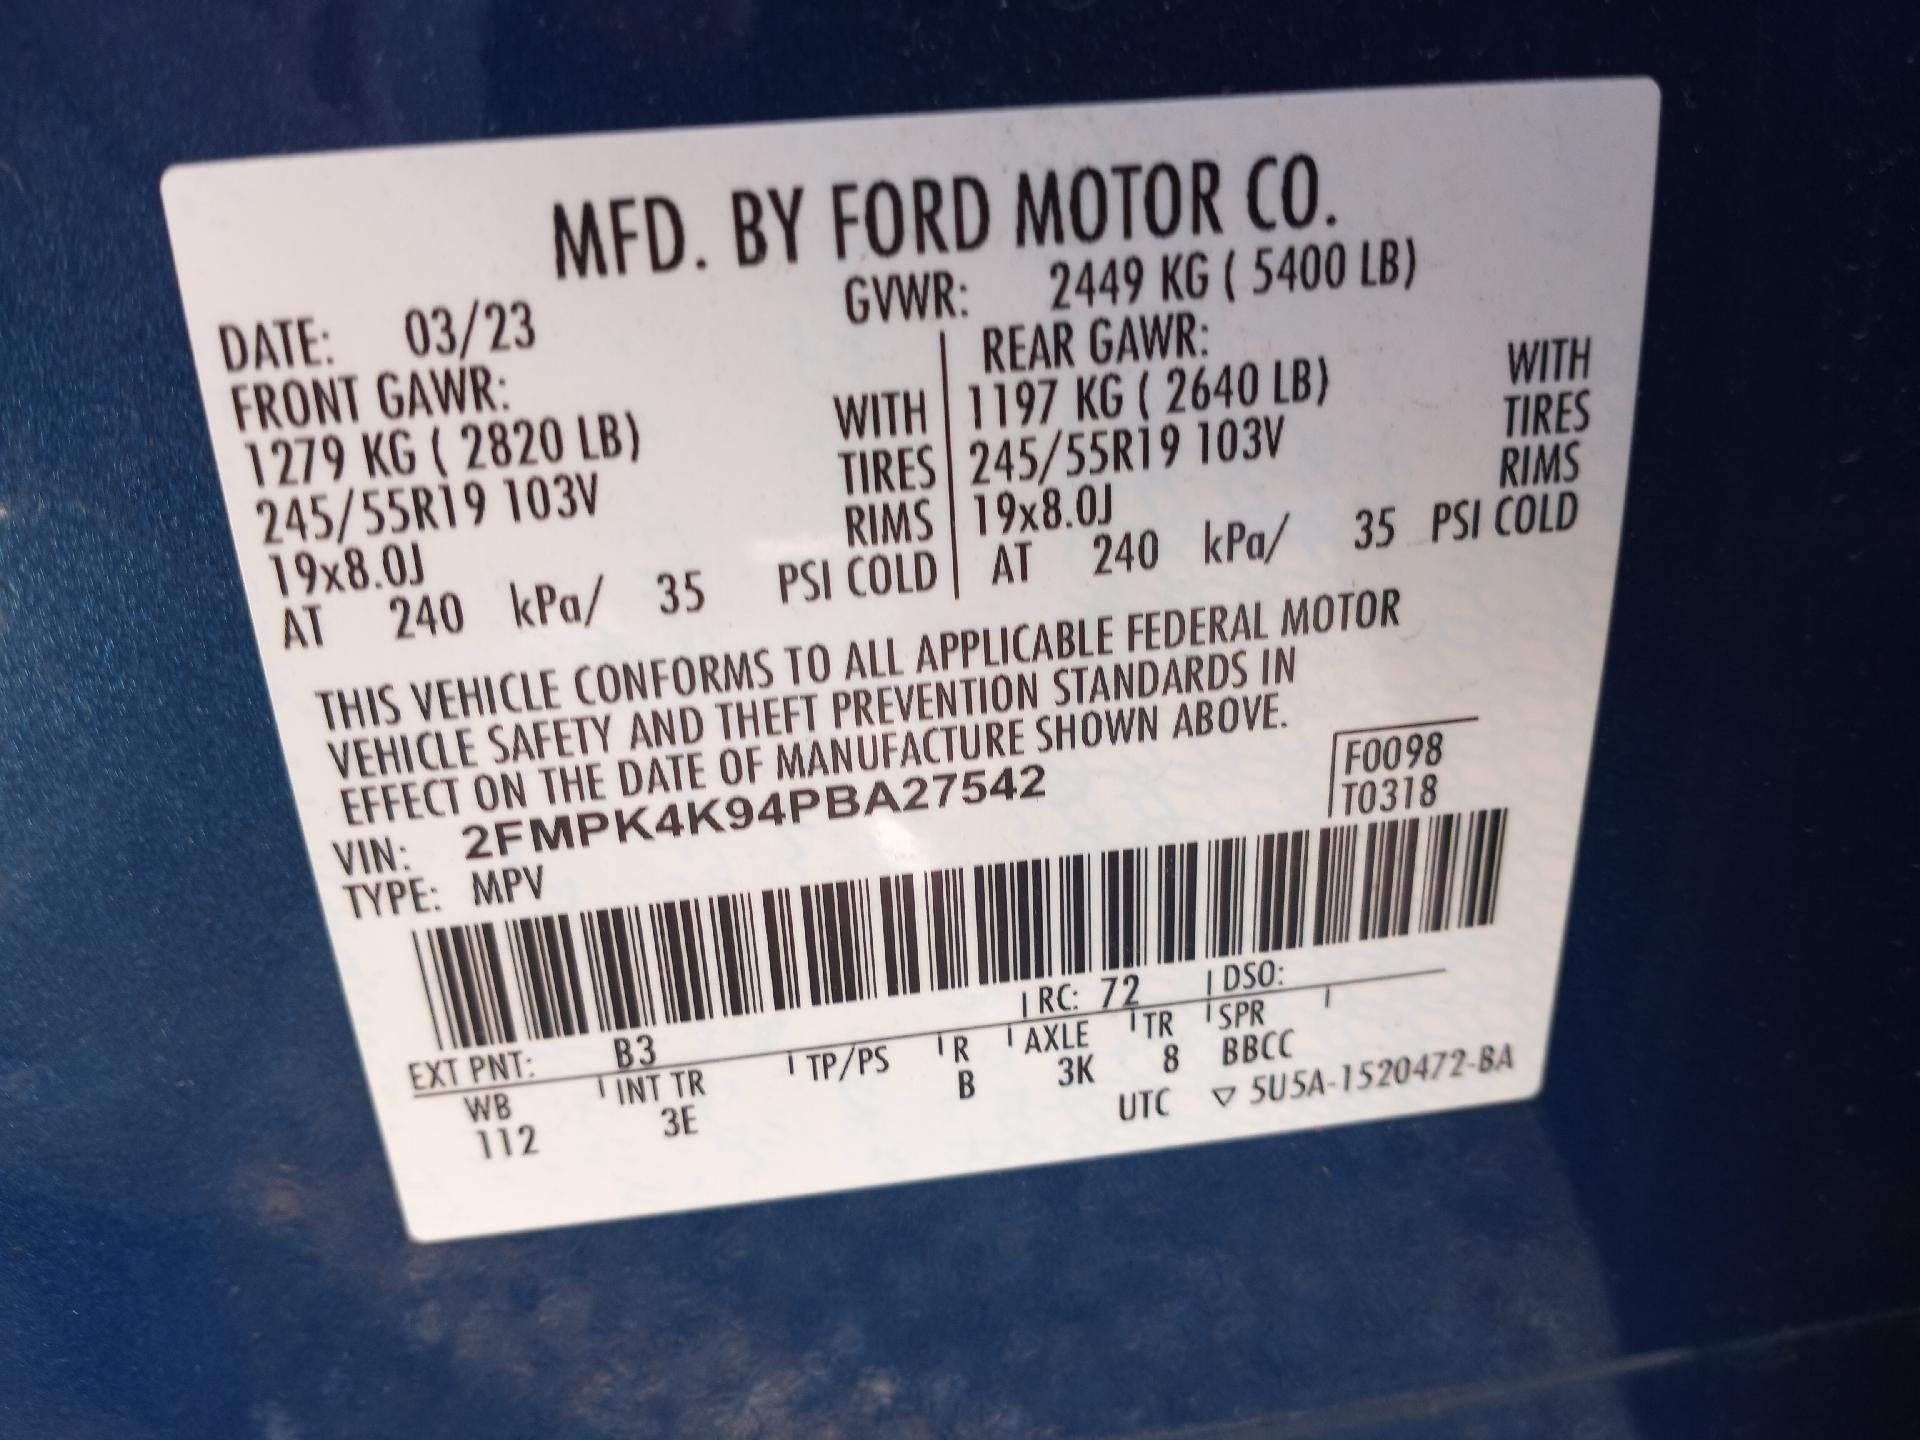 MFD. BY FORD MOTOR CO.
DATE: 03/23 GVWR: 2449 KG ( 5400 LB)
FRONT GAWR: REAR GAWR:
1279 KG ( 2820 LB) WITH 1197 KG ( 2640 LB) WITH
245/55R19 103V TIRES 245/55R19 103V TIRES
19x8.0J RIMS 19x8.0J RIMS
AT 240 kPa/ 35 PSI COLD AT 240 kPa/ 35 PSI COLD
THIS VEHICLE CONFORMS TO ALL APPLICABLE FEDERAL MOTOR
VEHICLE SAFETY AND THEFT PREVENTION STANDARDS IN
EFFECT ON THE DATE OF MANUFACTURE SHOWN ABOVE.
F0098
VIN: 2FMPK4K94PBA27542
T0318
TYPE: MPV
EXT PNT: B3 RC: 72 DSO:
WB INT TR TP/PS R AXLE TR SPR
112 3E B 3K 8 BBCC
UTC ▽ 5U5A-1520472-BA